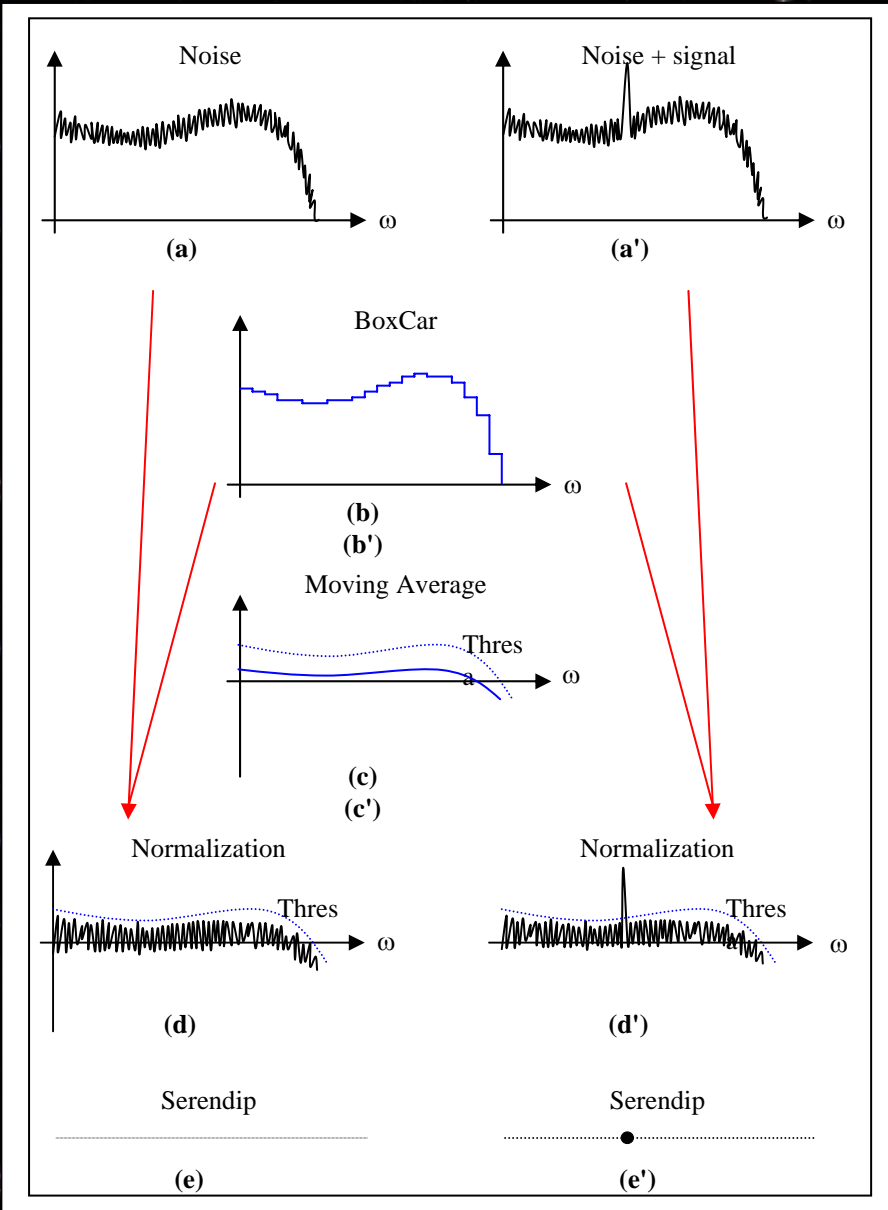 Noise
Noise + signal
ω
ω
(a)
(a')
BoxCar
ω
(b)
(b')
Moving Average
Thres
a
ω
(c)
(c')
Normalization
Normalization
Thres
Thres
a
ω
ω
(d)
(d')
Serendip
Serendip
(e)
(e')